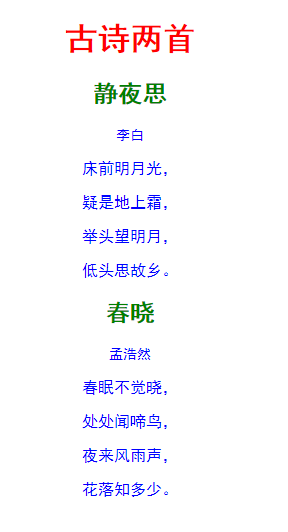 古诗两首
静夜思
李白
床前明月光，
疑是地上霜，
举头望明月，
低头思故乡。
春晓
孟浩然
春眠不觉晓，
处处闻啼鸟，
夜来风雨声，
花落知多少。